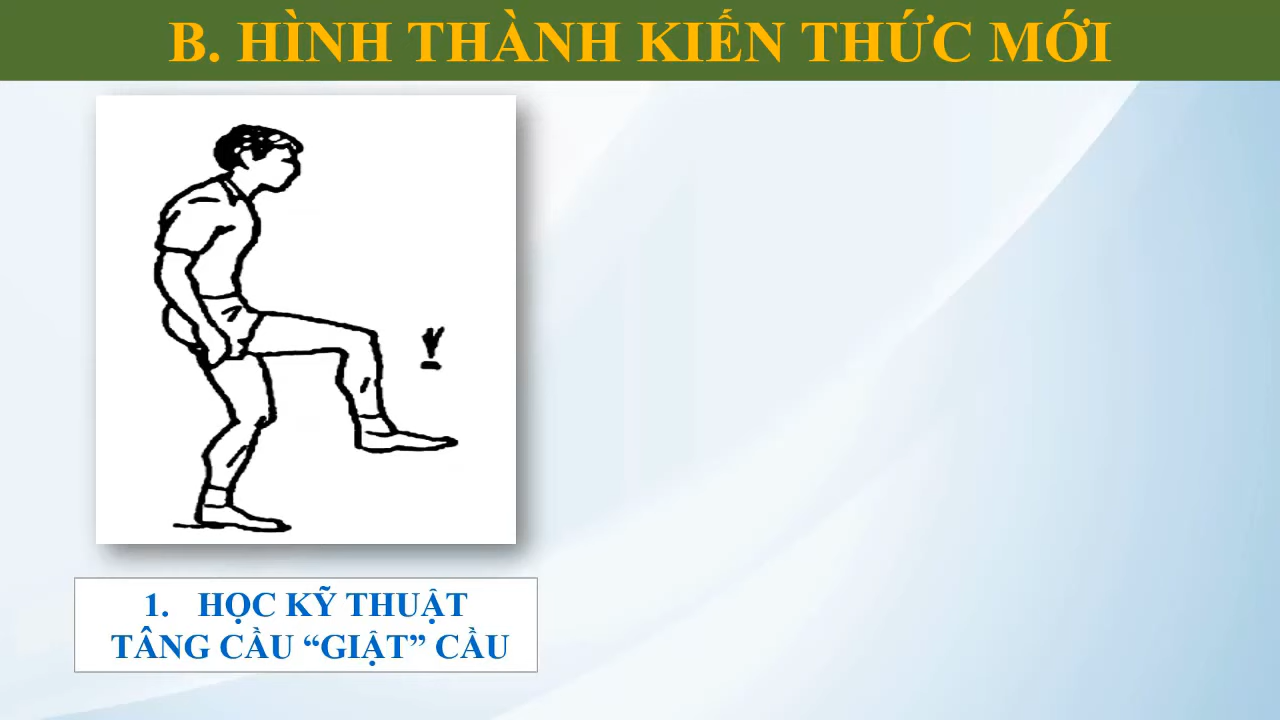 B. HÌNH THÀNH KIẾN THỨC MỚI
1. HỌC KỸ THUẬT
TÂNG CẦU “GIẬT” CẦU